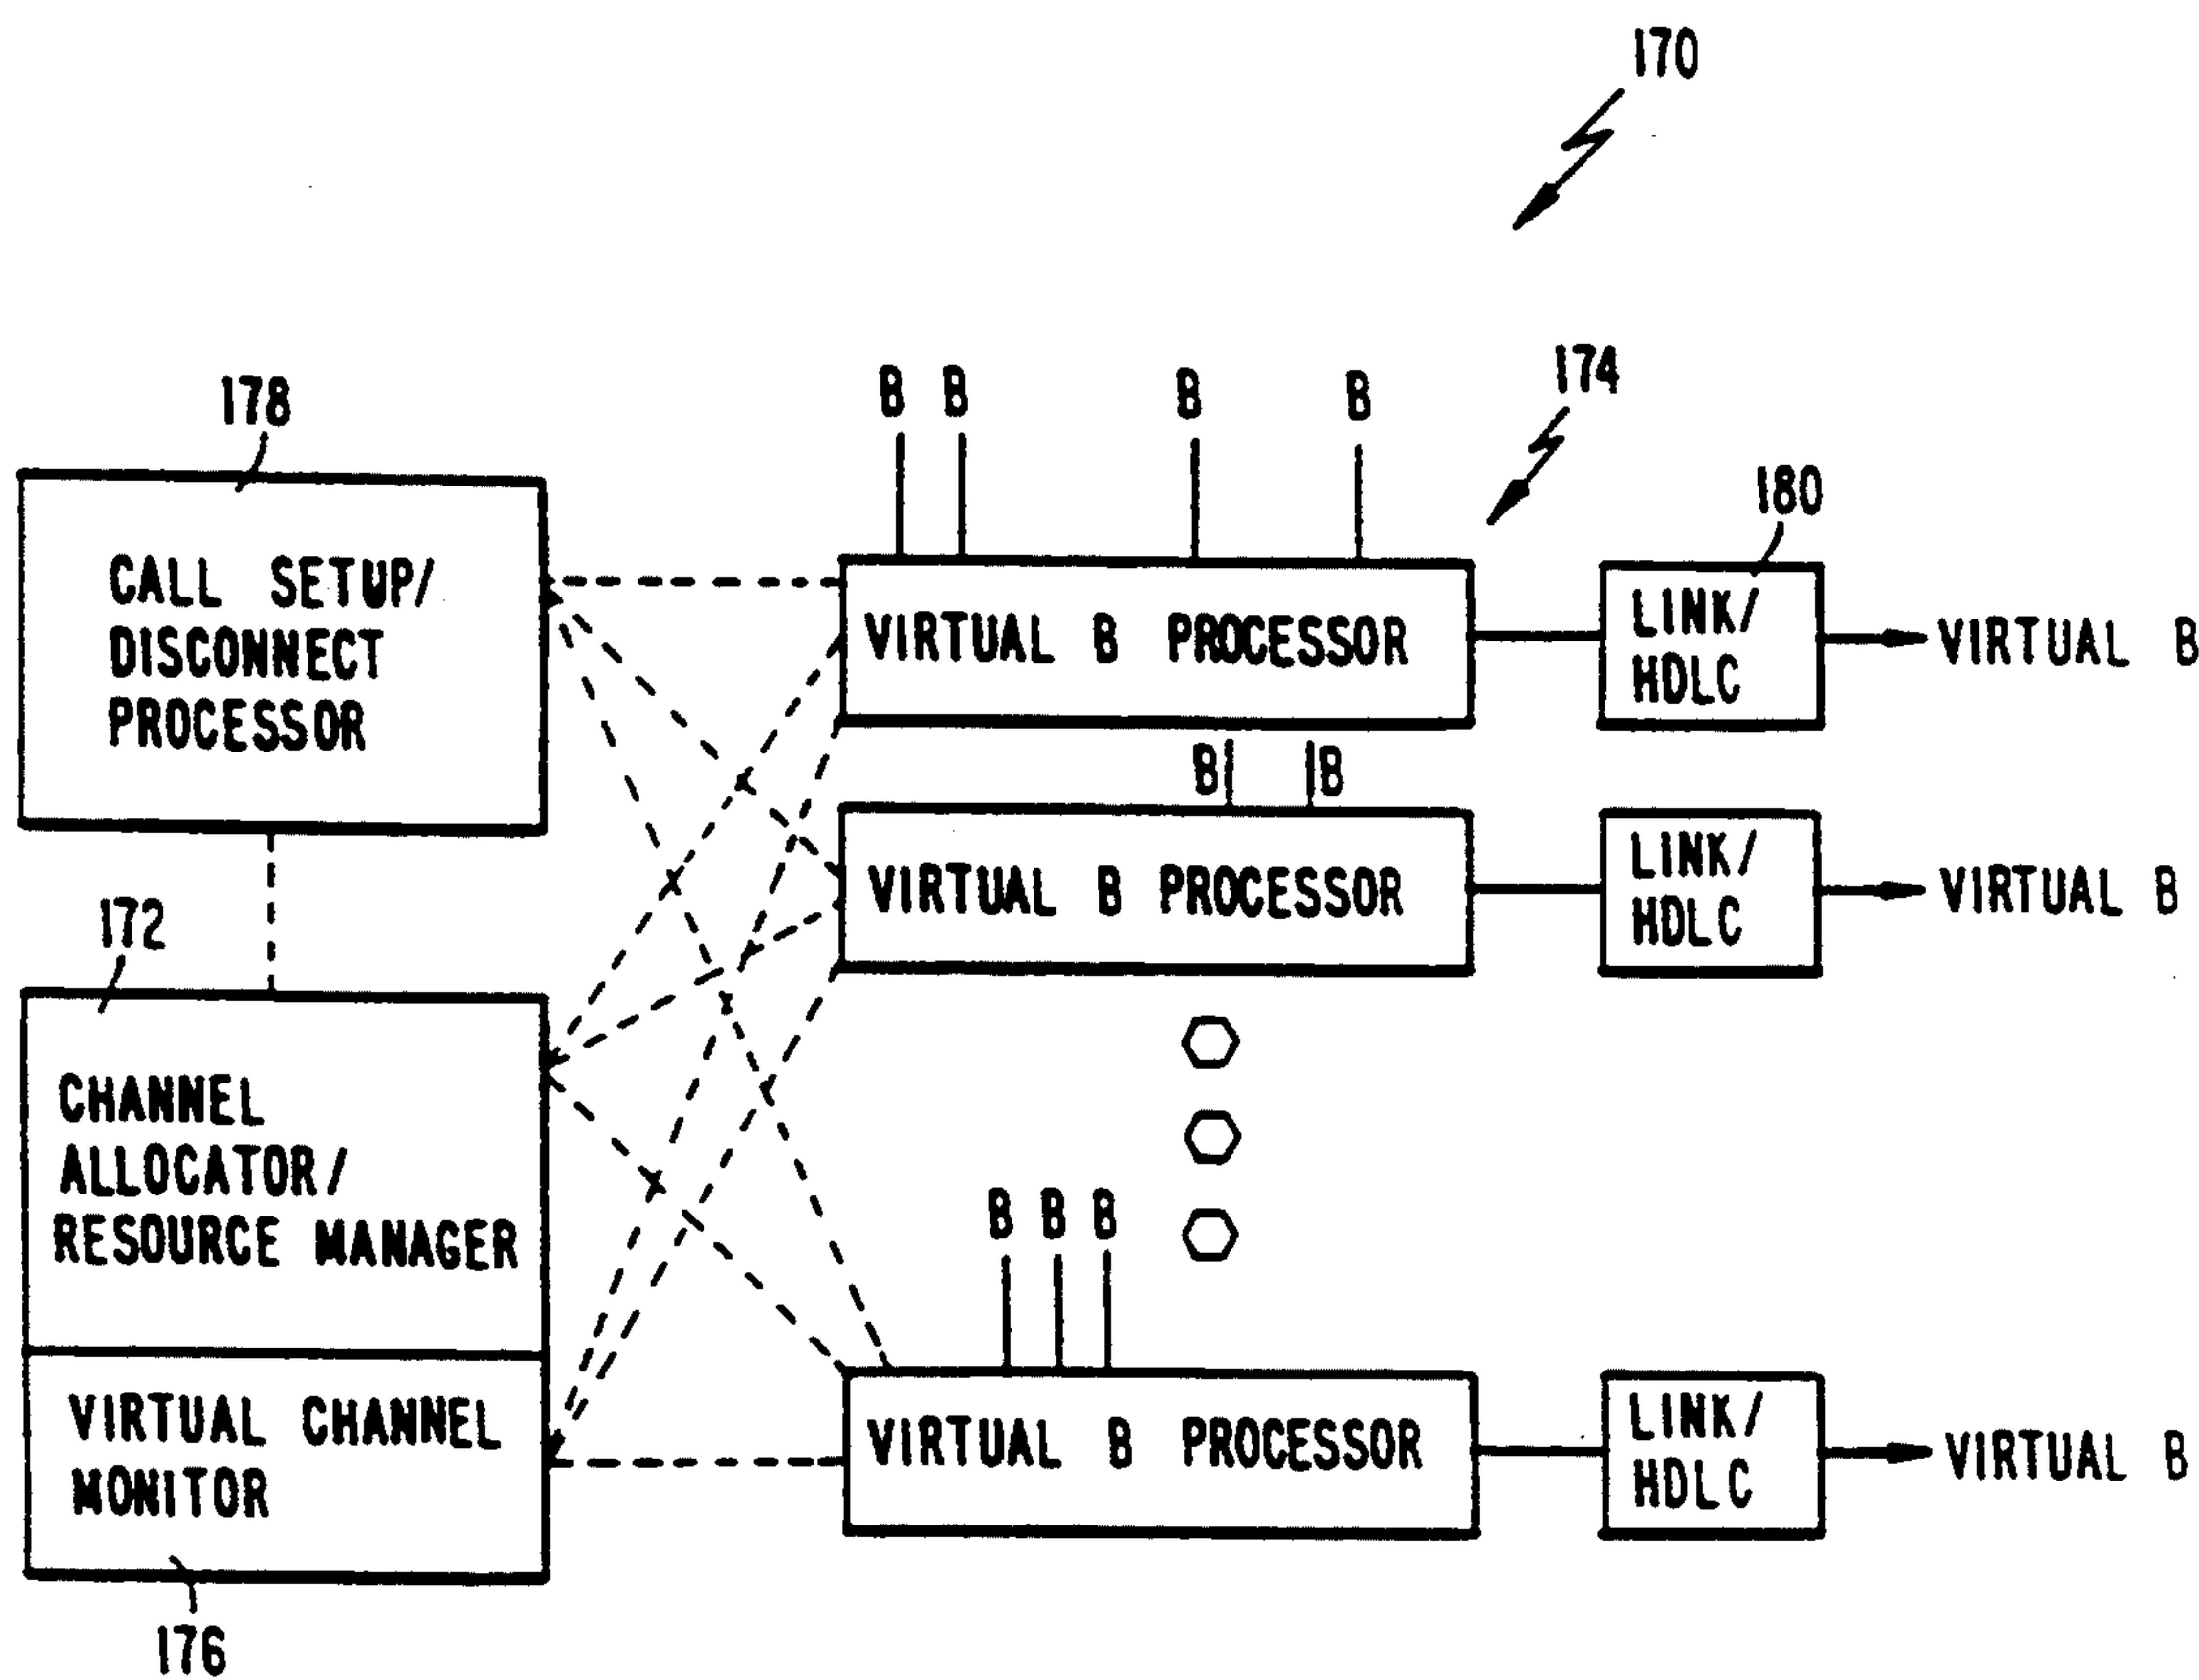 170
174
178
B B B B
180
CALL SETUP/
DISCONNECT
PROCESSOR
VIRTUAL B PROCESSOR
LINK/
HDLC
VIRTUAL B
B B
172
VIRTUAL B PROCESSOR
LINK/
HDLC
VIRTUAL B
CHANNEL
ALLOCATOR/
RESOURCE MANAGER
B B B
VIRTUAL CHANNEL
MONITOR
VIRTUAL B PROCESSOR
LINK/
HDLC
VIRTUAL B
176